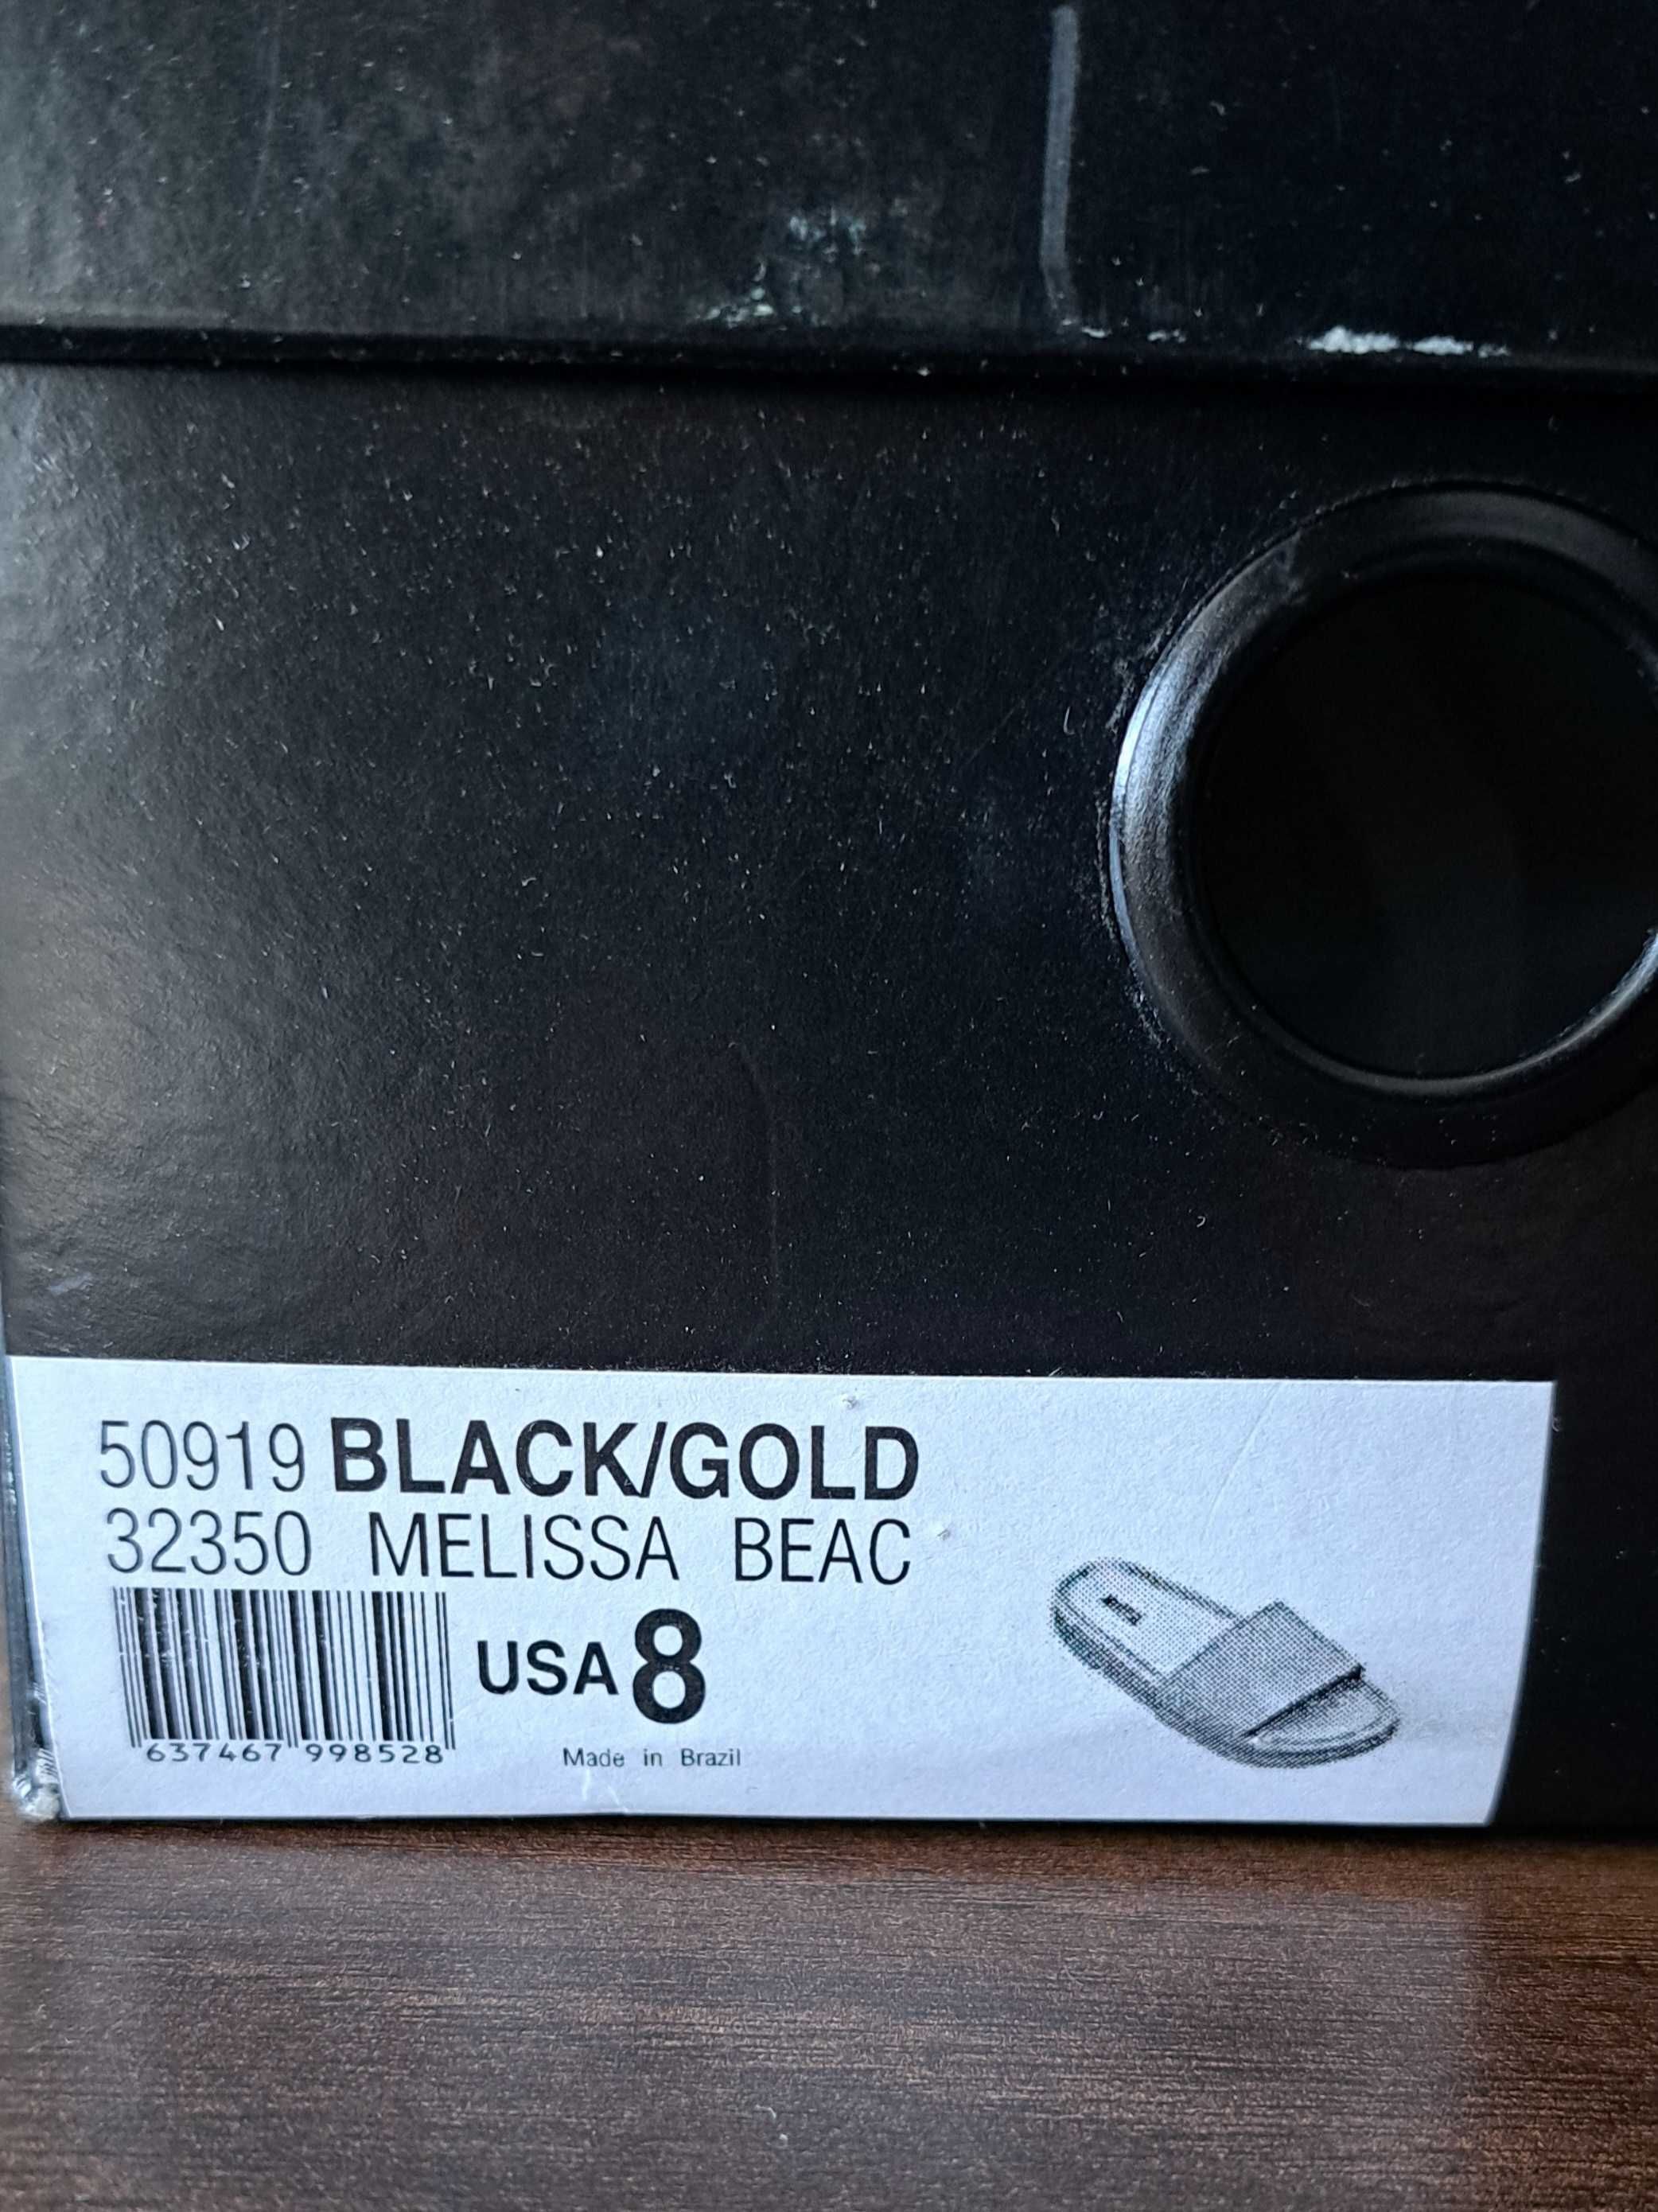 50919 BLACK/GOLD
32350 MELISSA BEAC
USA 8
637467 998528
Made in Brazil